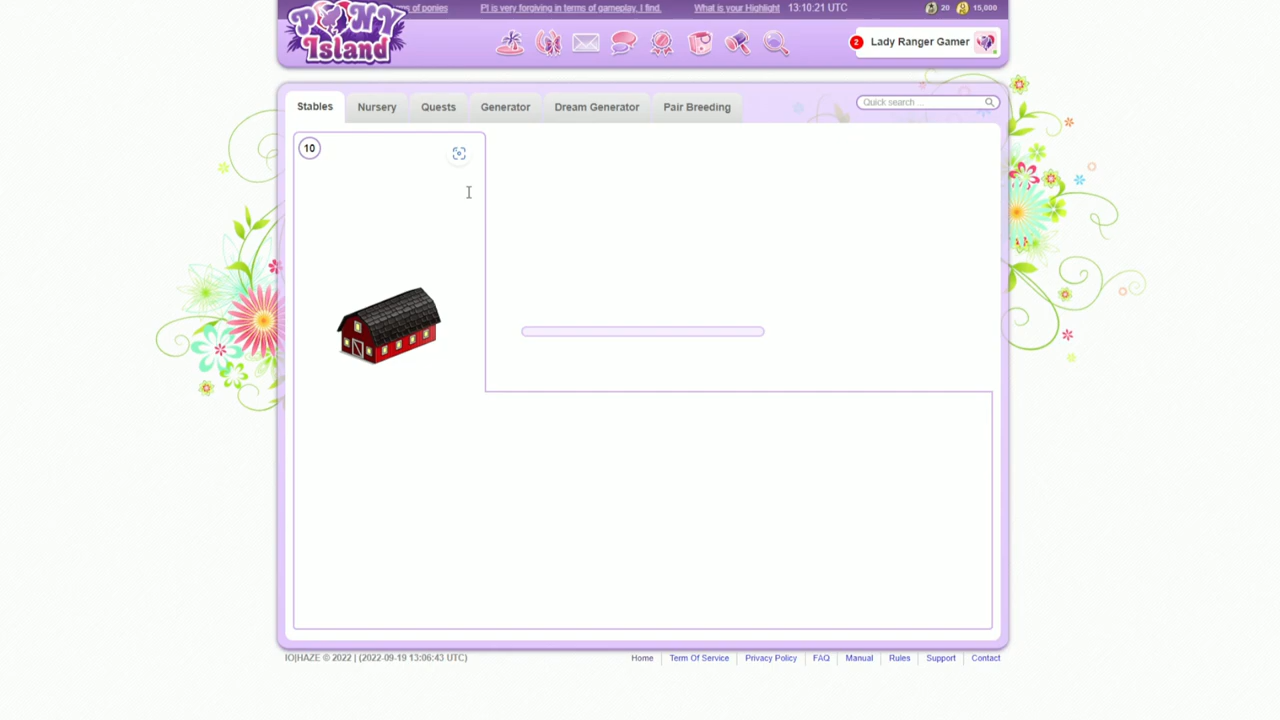 PONY Island
ms of ponies PI is very forgiving in terms of gameplay, I find. What is your Highlight 13:10:21 UTC 20 15,000
2 Lady Ranger Gamer
Stables Nursery Quests Generator Dream Generator Pair Breeding Quick search ...
10
IO|HAZE © 2022 | (2022-09-19 13:06:43 UTC) Home Term Of Service Privacy Policy FAQ Manual Rules Support Contact